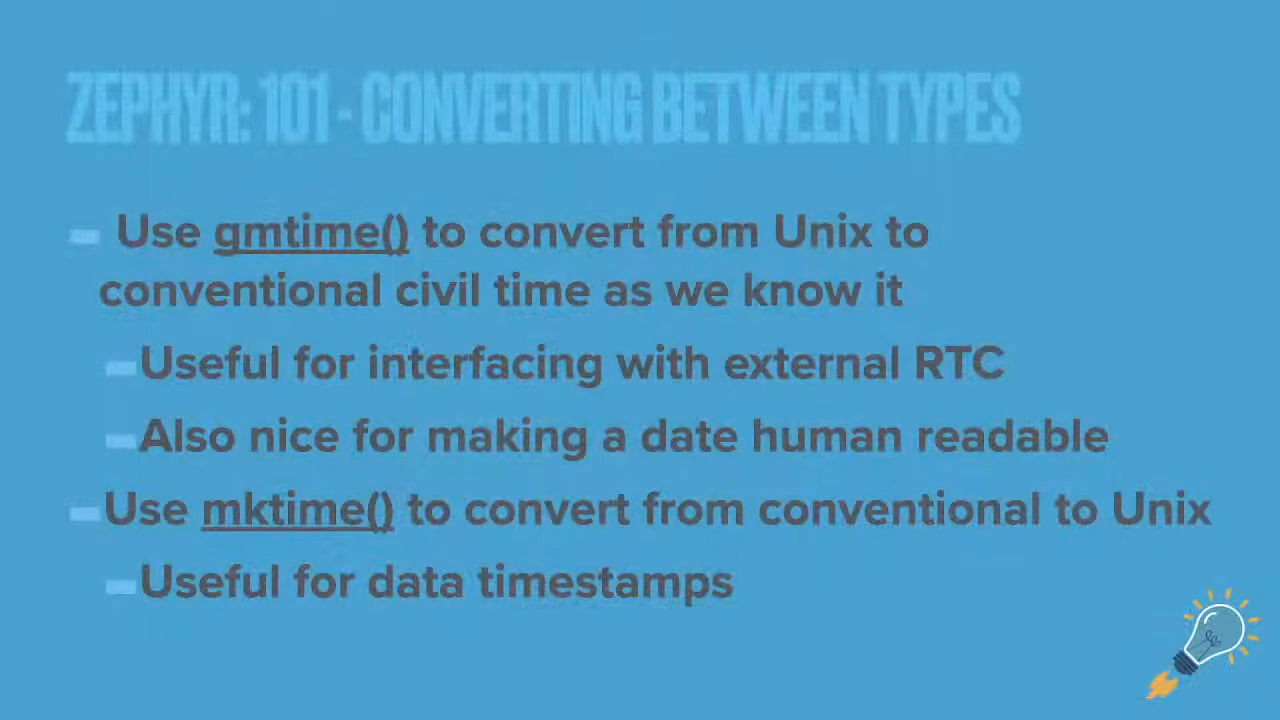 ZEPHYR: 101 - CONVERTING BETWEEN TYPES
Use gmtime() to convert from Unix to
conventional civil time as we know it
Useful for interfacing with external RTC
Also nice for making a date human readable
Use mktime() to convert from conventional to Unix
Useful for data timestamps